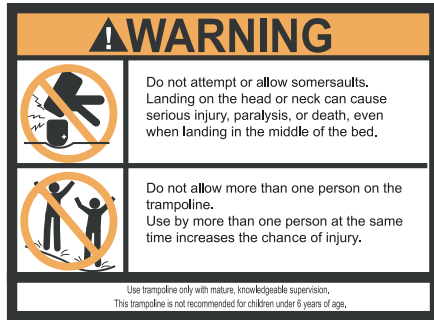 WARNING
Do not attempt or allow somersaults.
Landing on the head or neck can cause
serious injury, paralysis, or death, even
when landing in the middle of the bed.
Do not allow more than one person on the
trampoline.
Use by more than one person at the same
time increases the chance of injury.
Use trampoline only with mature, knowledgeable supervision.
This trampoline is not recommended for children under 6 years of age.